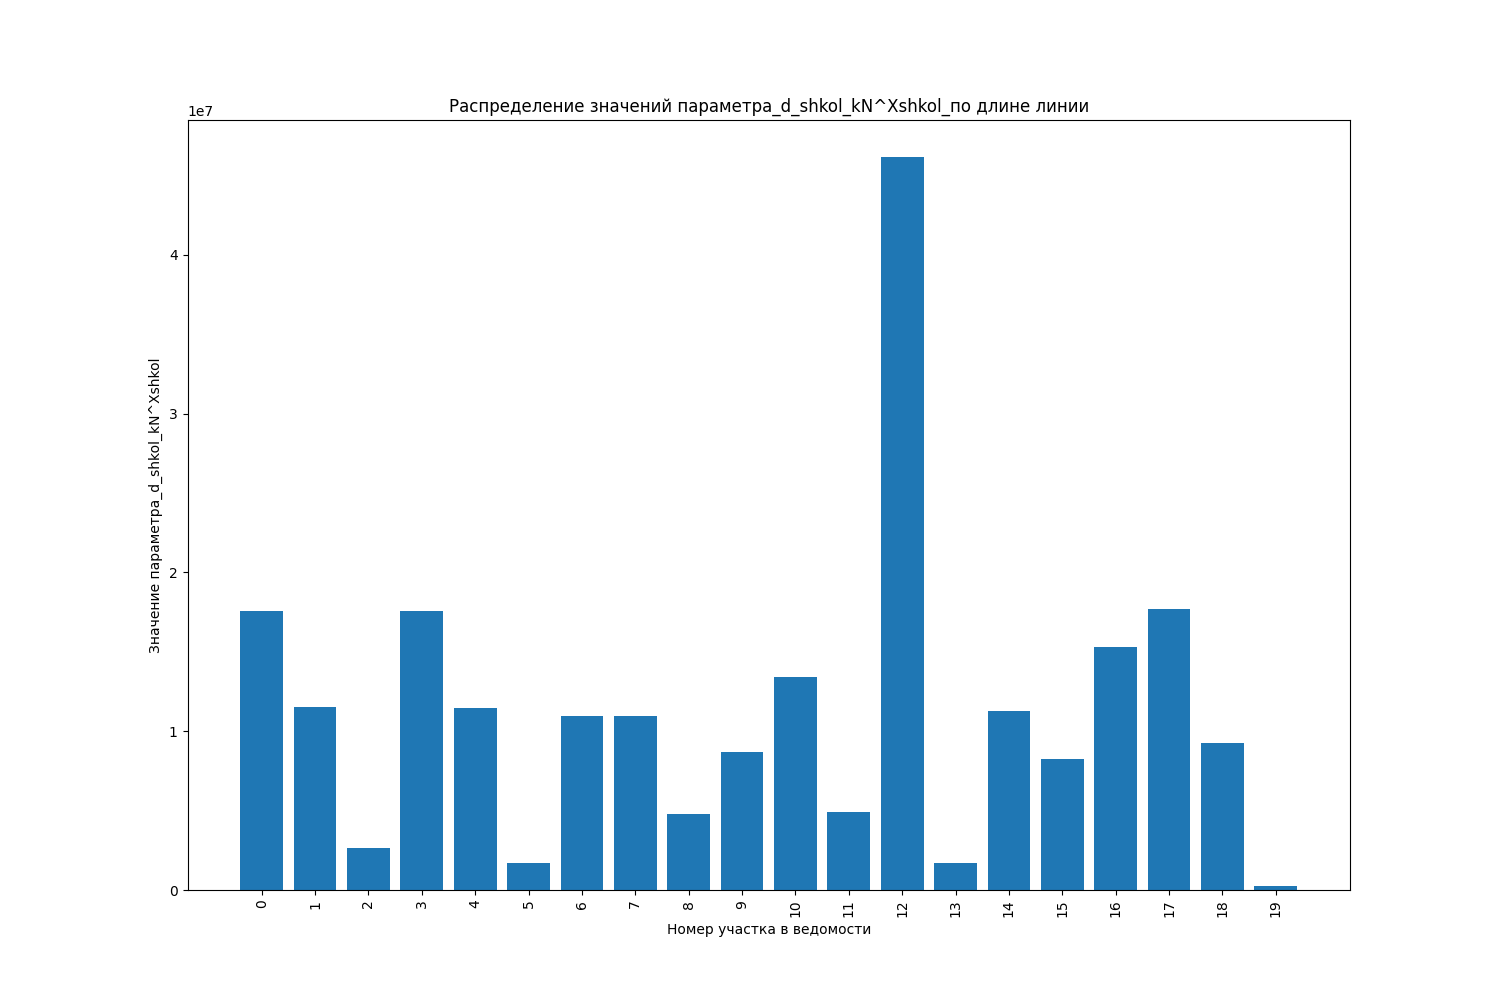 Распределение значений параметра_d_shkol_kN^Xshkol_по длине линии
1e7
4
3
2
1
0
Значение параметра_d_shkol_kN^Xshkol
0 1 2 3 4 5 6 7 8 9 10 11 12 13 14 15 16 17 18 19
Номер участка в ведомости